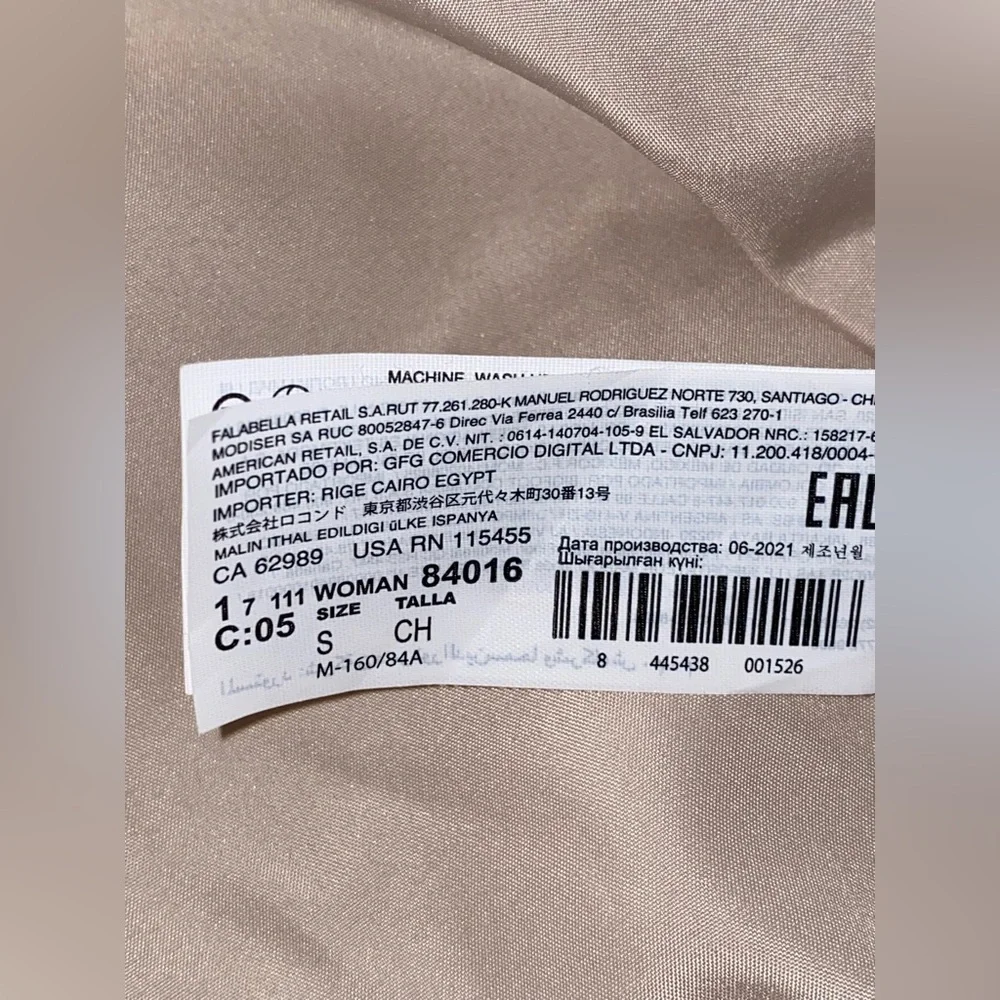 MACHINE WASH
FALABELLA RETAIL S.A.RUT 77.261.280-K MANUEL RODRIGUEZ NORTE 730, SANTIAGO - CHI
MODISER SA RUC 80052847-6 Direc Via Ferrea 2440 c/ Brasilia Telf 623 270-1
AMERICAN RETAIL, S.A. DE C.V. NIT. : 0614-140704-105-9 EL SALVADOR NRC.: 158217-6
IMPORTADO POR: GFG COMERCIO DIGITAL LTDA - CNPJ: 11.200.418/0004-
IMPORTER: RIGE CAIRO EGYPT
株式会社ロコンド 東京都渋谷区元代々木町30番13号
MALIN ITHAL EDILDIGI üLKE ISPANYA
CA 62989 USA RN 115455
EAC
Дата производства: 06-2021 제조년월
Шығарылған күні:
1 7 111 WOMAN 84016
C:05 SIZE TALLA
S CH
M-160/84A
8 445438 001526